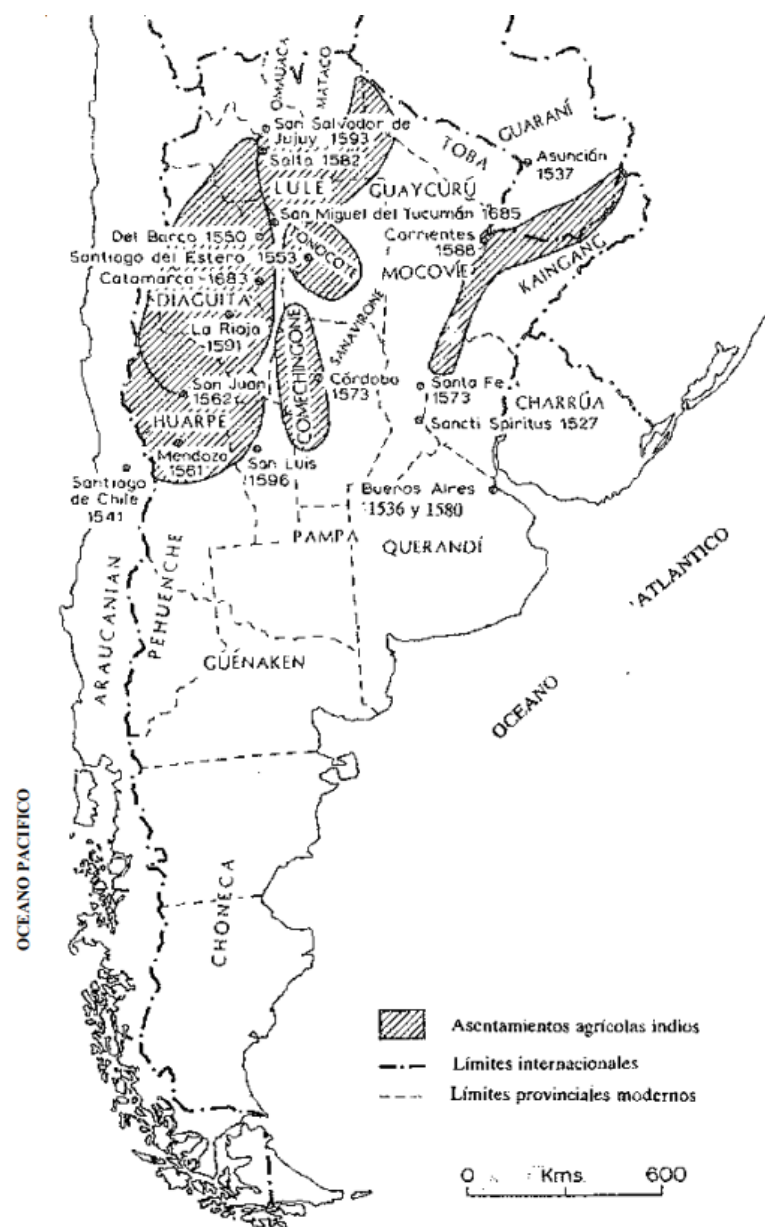 OMAUACA
MATACO
San Salvador de
Jujuy 1593
Salta 1582
TOBA
GUARANÍ
Asunción
1537
LULE
GUAYCURÚ
San Miguel del Tucumán 1685
Del Barco 1550
TONOCOTE
Corrientes
1588
Santiago del Estero 1553
Catamarca 1683
MOCOVIE
KAINGANG
DIAGUITA
La Rioja
1591
SANAVIRONE
COMECHINGONE
San Juan
1562
Córdoba
1573
Santa Fe
1573
CHARRÚA
HUARPE
Sancti Spiritus 1527
Mendoza
1561
San Luis
1596
Santiago
de Chile
1541
Buenos Aires
1536 y 1580
PAMPA
QUERANDÍ
ATLANTICO
ARAUCANIAN
PEHUENCHE
GUENAKEN
OCEANO
OCEANO PACIFICO
CHONECA
Asentamientos agrícolas indios
Límites internacionales
Límites provinciales modernos
0 Kms. 600